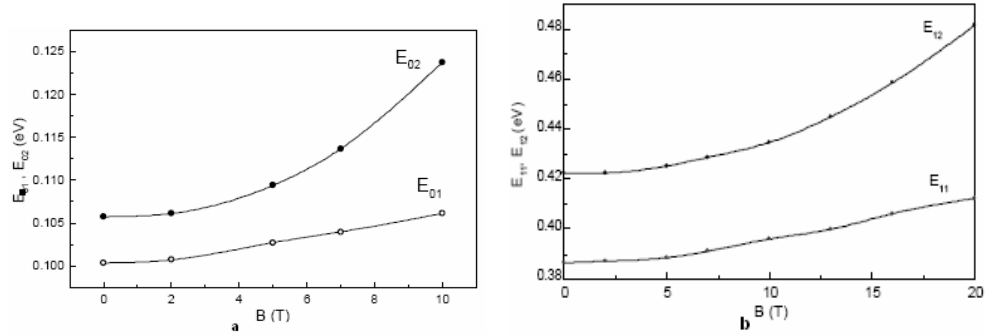 E₀₁, E₀₂ (eV)
0.125
0.120
0.115
0.110
0.105
0.100
E₀₂
E₀₁
0 2 4 6 8 10
B (T)
a
E₁₁, E₁₂ (eV)
0.48
0.46
0.44
0.42
0.40
0.38
E₁₂
E₁₁
0 5 10 15 20
B (T)
b